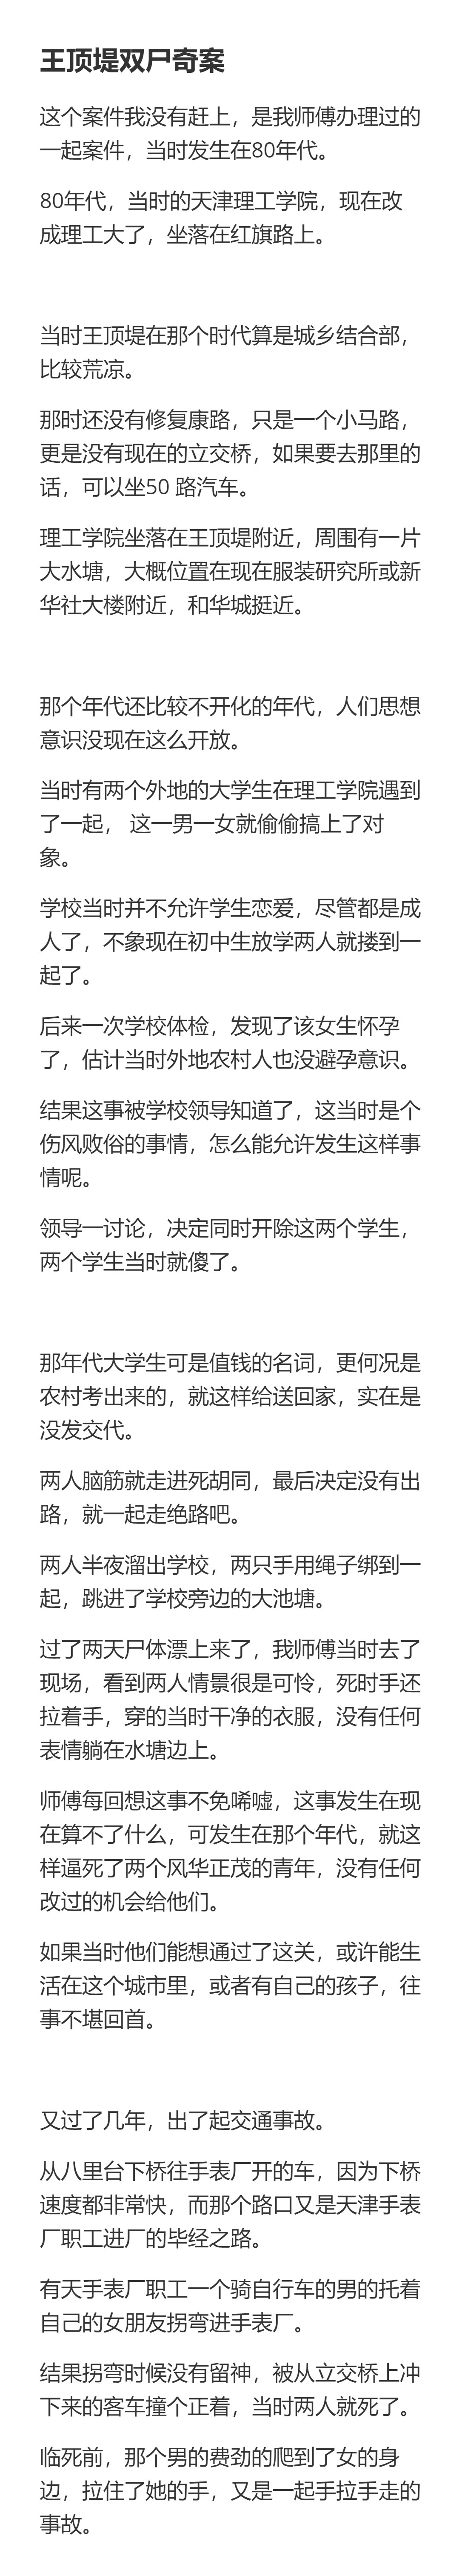 王顶堤双尸奇案
这个案件我没有赶上，是我师傅办理过的
一起案件，当时发生在80年代。
80年代，当时的天津理工学院，现在改
成理工大了，坐落在红旗路上。
当时王顶堤在那个时代算是城乡结合部，
比较荒凉。
那时还没有修复康路，只是一个小马路，
更是没有现在的立交桥，如果要去那里的
话，可以坐50 路汽车。
理工学院坐落在王顶堤附近，周围有一片
大水塘，大概位置在现在服装研究所或新
华社大楼附近，和华城挺近。
那个年代还比较不开化的年代，人们思想
意识没现在这么开放。
当时有两个外地的大学生在理工学院遇到
了一起， 这一男一女就偷偷搞上了对
象。
学校当时并不允许学生恋爱，尽管都是成
人了，不象现在初中生放学两人就搂到一
起了。
后来一次学校体检，发现了该女生怀孕
了，估计当时外地农村人也没避孕意识。
结果这事被学校领导知道了，这当时是个
伤风败俗的事情，怎么能允许发生这样事
情呢。
领导一讨论，决定同时开除这两个学生，
两个学生当时就傻了。
那年代大学生可是值钱的名词，更何况是
农村考出来的，就这样给送回家，实在是
没发交代。
两人脑筋就走进死胡同，最后决定没有出
路，就一起走绝路吧。
两人半夜溜出学校，两只手用绳子绑到一
起，跳进了学校旁边的大池塘。
过了两天尸体漂上来了，我师傅当时去了
现场，看到两人情景很是可怜，死时手还
拉着手，穿的当时干净的衣服，没有任何
表情躺在水塘边上。
师傅每回想这事不免唏嘘，这事发生在现
在算不了什么，可发生在那个年代，就这
样逼死了两个风华正茂的青年，没有任何
改过的机会给他们。
如果当时他们能想通过了这关，或许能生
活在这个城市里，或者有自己的孩子，往
事不堪回首。
又过了几年，出了起交通事故。
从八里台下桥往手表厂开的车，因为下桥
速度都非常快，而那个路口又是天津手表
厂职工进厂的毕经之路。
有天手表厂职工一个骑自行车的男的托着
自己的女朋友拐弯进手表厂。
结果拐弯时候没有留神，被从立交桥上冲
下来的客车撞个正着，当时两人就死了。
临死前，那个男的费劲的爬到了女的身
边，拉住了她的手，又是一起手拉手走的
事故。